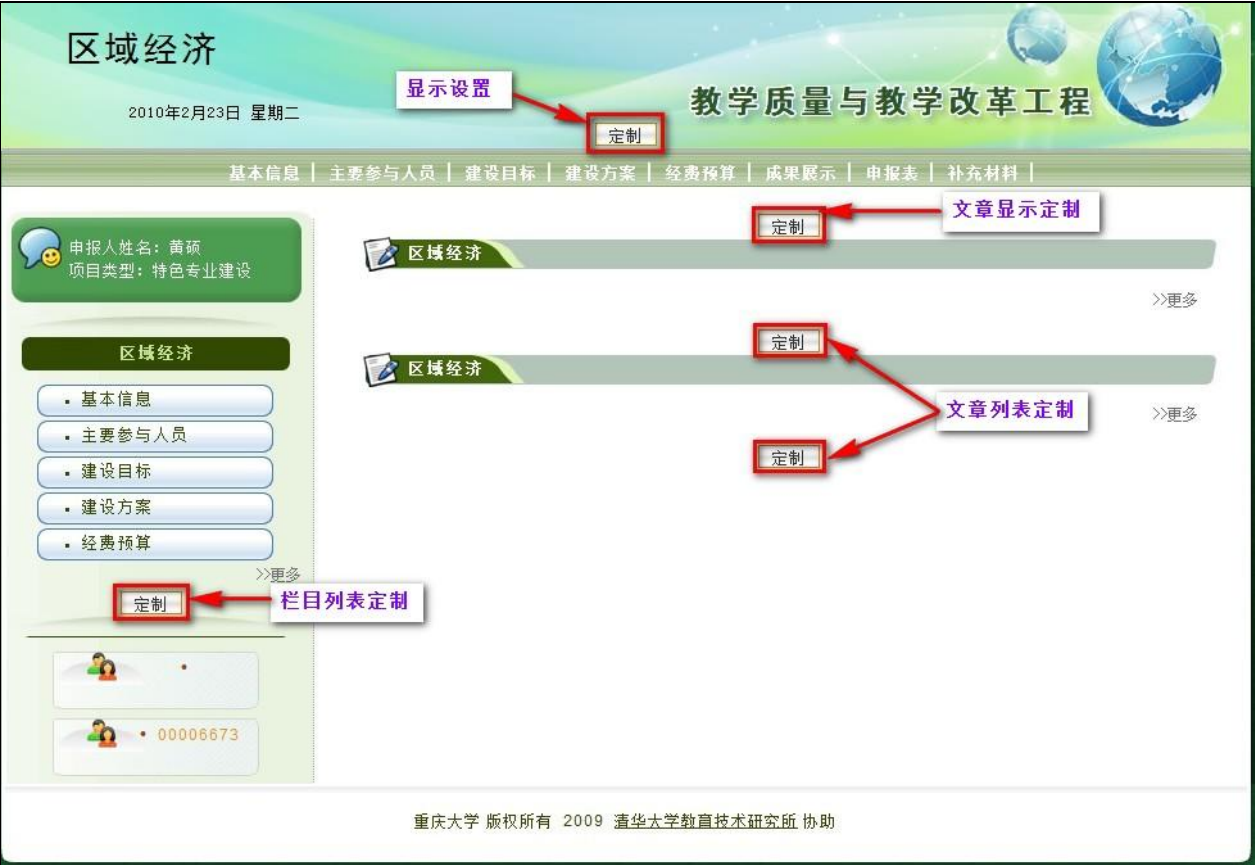 区域经济
显示设置
教学质量与教学改革工程
2010年2月23日 星期二
定制
基本信息 | 主要参与人员 | 建设目标 | 建设方案 | 经费预算 | 成果展示 | 申报表 | 补充材料 |
文章显示定制
定制
申报人姓名：黄硕
项目类型：特色专业建设
区域经济
>>更多
定制
区域经济
区域经济
基本信息
文章列表定制
>>更多
主要参与人员
定制
建设目标
建设方案
经费预算
>>更多
定制
栏目列表定制
00006673
重庆大学 版权所有 2009 清华大学教育技术研究所 协助